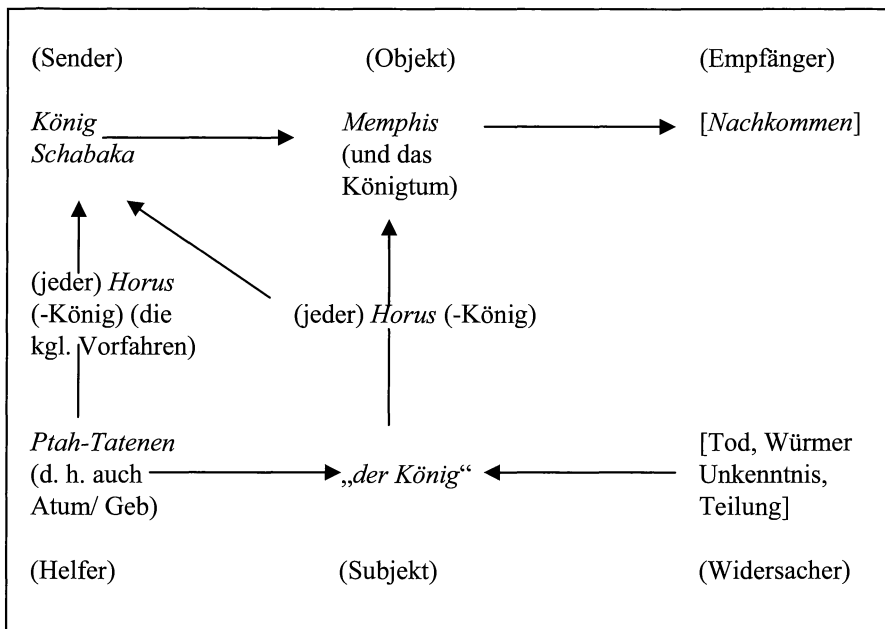 (Sender) (Objekt) (Empfänger)
König Memphis [Nachkommen]
Schabaka (und das
Königtum)
(jeder) Horus
(-König) (die (jeder) Horus (-König)
kgl. Vorfahren)
Ptah-Tatenen [Tod, Würmer
(d. h. auch „der König“ Unkenntnis,
Atum/ Geb) Teilung]
(Helfer) (Subjekt) (Widersacher)